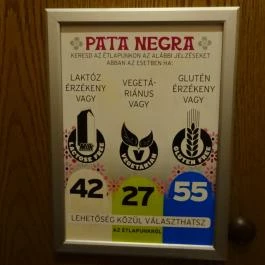 PATA NEGRA
KERESD AZ ÉTLAPUNKON AZ ALÁBBI JELZÉSEKET
ABBAN AZ ESETBEN HA:
LAKTÓZ
ÉRZÉKENY
VAGY
VEGETÁ-
RIÁNUS
VAGY
GLUTÉN
ÉRZÉKENY
VAGY
Milk
LACTOSE FREE
VEGETARIAN
GLUTEN FREE
42
27
55
LEHETŐSÉG KÖZÜL VÁLASZTHATSZ
AZ ÉTLAPUNKRÓL